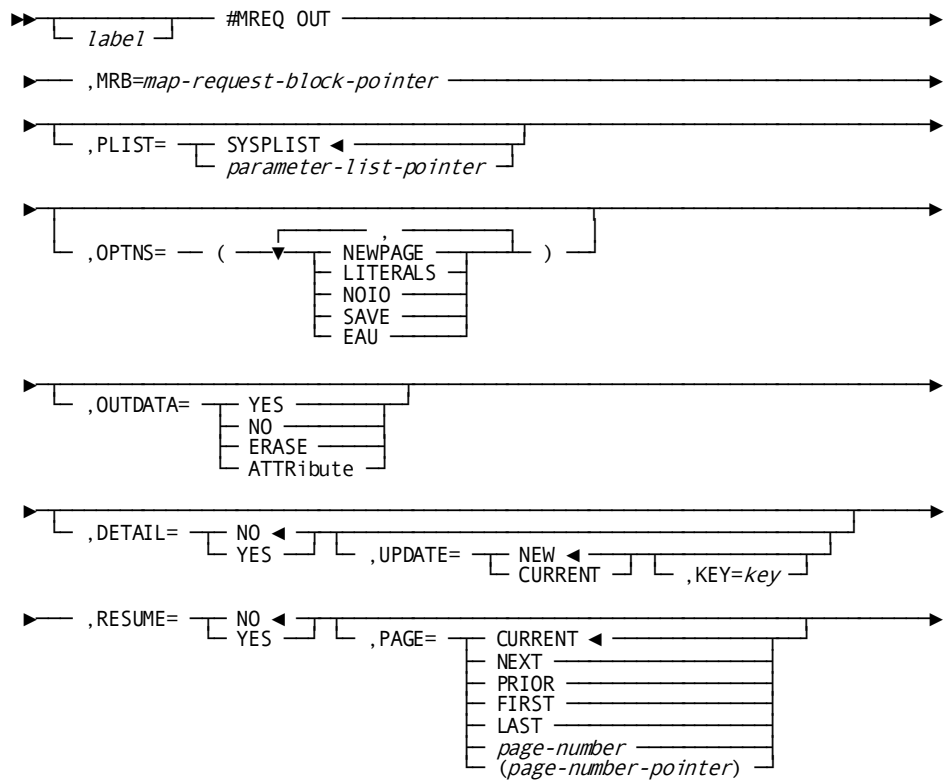 #MREQ OUT
label
,MRB=map-request-block-pointer
,PLIST= SYSPLIST ◄
parameter-list-pointer
,
,OPTNS= ( NEWPAGE )
LITERALS
NOIO
SAVE
EAU
,OUTDATA= YES
NO
ERASE
ATTRibute
,DETAIL= NO ◄
YES ,UPDATE= NEW ◄
CURRENT ,KEY=key
,RESUME= NO ◄
YES ,PAGE= CURRENT ◄
NEXT
PRIOR
FIRST
LAST
page-number
(page-number-pointer)